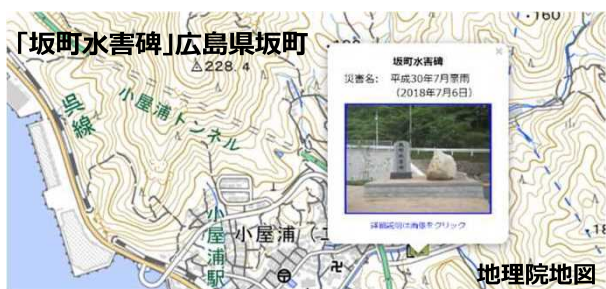 「坂町水害碑」広島県坂町
・160
△228.4
呉線
小屋浦トンネル
小屋浦駅
小屋浦(
坂町水害碑
災害名: 平成30年7月豪雨
(2018年7月6日)
詳細説明は画像をクリック
地理院地図